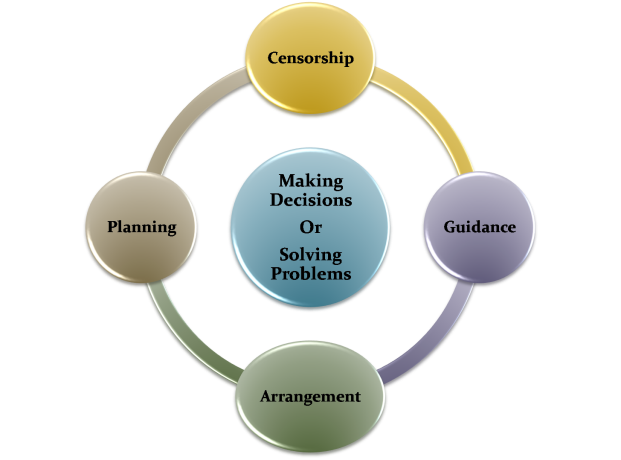 Censorship
Making
Decisions
Or
Solving
Problems
Planning
Guidance
Arrangement